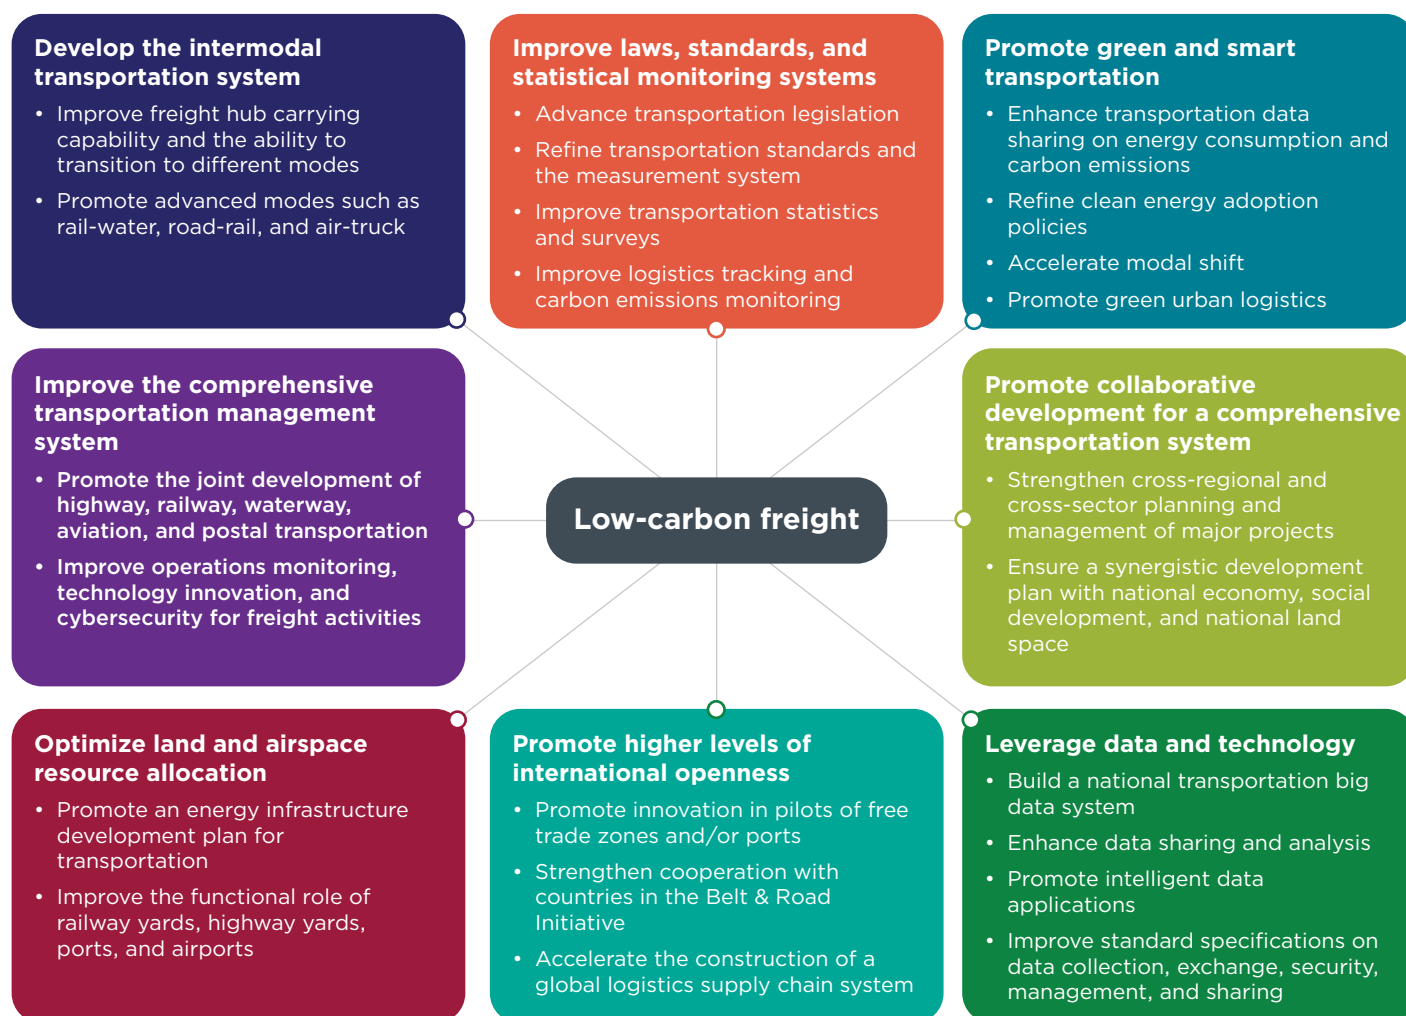 Develop the intermodal
transportation system
• Improve freight hub carrying
capability and the ability to
transition to different modes
• Promote advanced modes such as
rail-water, road-rail, and air-truck
Improve laws, standards, and
statistical monitoring systems
• Advance transportation legislation
• Refine transportation standards and
the measurement system
• Improve transportation statistics
and surveys
• Improve logistics tracking and
carbon emissions monitoring
Promote green and smart
transportation
• Enhance transportation data
sharing on energy consumption and
carbon emissions
• Refine clean energy adoption
policies
• Accelerate modal shift
• Promote green urban logistics
Improve the comprehensive
transportation management
system
• Promote the joint development of
highway, railway, waterway,
aviation, and postal transportation
• Improve operations monitoring,
technology innovation, and
cybersecurity for freight activities
Low-carbon freight
Promote collaborative
development for a comprehensive
transportation system
• Strengthen cross-regional and
cross-sector planning and
management of major projects
• Ensure a synergistic development
plan with national economy, social
development, and national land
space
Optimize land and airspace
resource allocation
• Promote an energy infrastructure
development plan for
transportation
• Improve the functional role of
railway yards, highway yards,
ports, and airports
Promote higher levels of
international openness
• Promote innovation in pilots of free
trade zones and/or ports
• Strengthen cooperation with
countries in the Belt & Road
Initiative
• Accelerate the construction of a
global logistics supply chain system
Leverage data and technology
• Build a national transportation big
data system
• Enhance data sharing and analysis
• Promote intelligent data
applications
• Improve standard specifications on
data collection, exchange, security,
management, and sharing